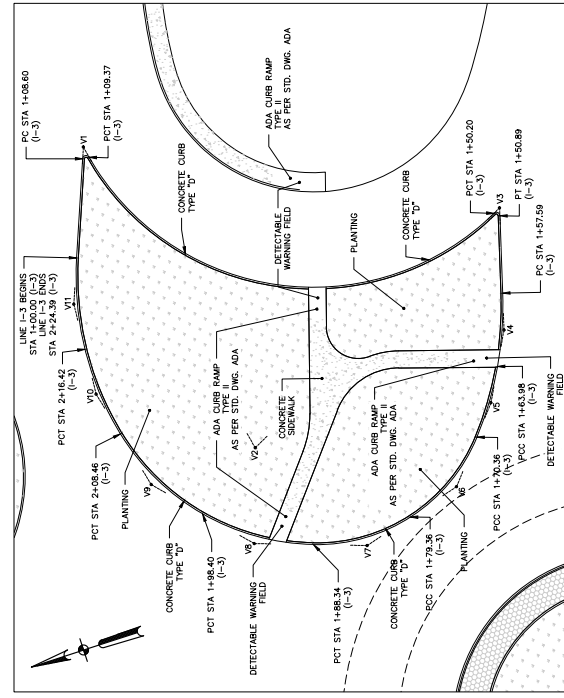 PC STA 1+08.60
(I-3)
V1
PCT STA 1+09.37
(I-3)
ADA CURB RAMP
TYPE II
AS PER STD. DWG. ADA
CONCRETE CURB
TYPE "D"
DETECTABLE
WARNING FIELD
PLANTING
CONCRETE CURB
TYPE "D"
PCT STA 1+50.20
(I-3)
PT STA 1+50.89
(I-3)
V3
PC STA 1+57.59
(I-3)
V4
LINE I-3 BEGINS
STA 1+00.00 (I-3)
LINE I-3 ENDS
STA 2+24.39 (I-3)
V11
PCT STA 2+16.42
(I-3)
V10
PCT STA 2+08.46
(I-3)
PLANTING
V9
CONCRETE CURB
TYPE "D"
PCT STA 1+98.40
(I-3)
V8
DETECTABLE WARNING
FIELD
ADA CURB RAMP
TYPE II
AS PER STD. DWG. ADA
V2
CONCRETE
SIDEWALK
ADA CURB RAMP
TYPE II
AS PER STD. DWG. ADA
PCT STA 1+88.34
(I-3)
V7
CONCRETE CURB
TYPE "D"
PCC STA 1+79.36
(I-3)
PLANTING
V6
PCC STA 1+70.36
(I-3)
V5
PCC STA 1+63.98
(I-3)
DETECTABLE WARNING
FIELD